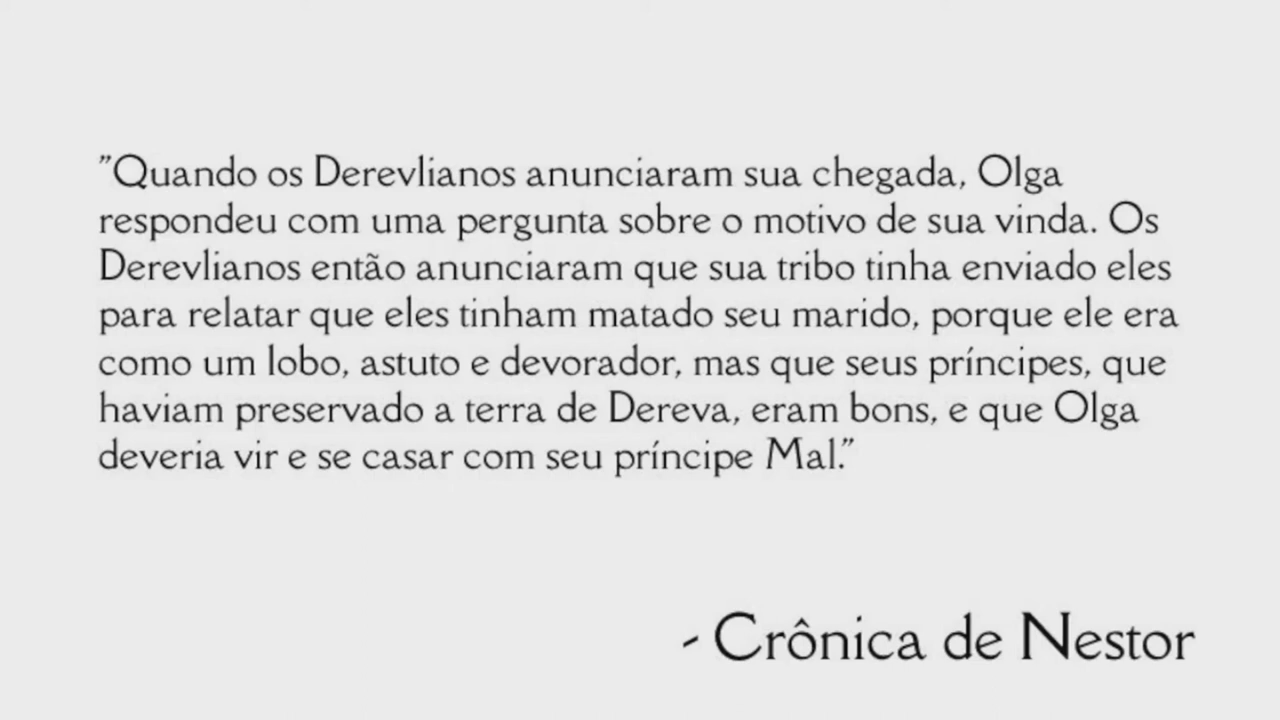 "Quando os Derevlianos anunciaram sua chegada, Olga
respondeu com uma pergunta sobre o motivo de sua vinda. Os
Derevlianos então anunciaram que sua tribo tinha enviado eles
para relatar que eles tinham matado seu marido, porque ele era
como um lobo, astuto e devorador, mas que seus príncipes, que
haviam preservado a terra de Dereva, eram bons, e que Olga
deveria vir e se casar com seu príncipe Mal."
- Crônica de Nestor